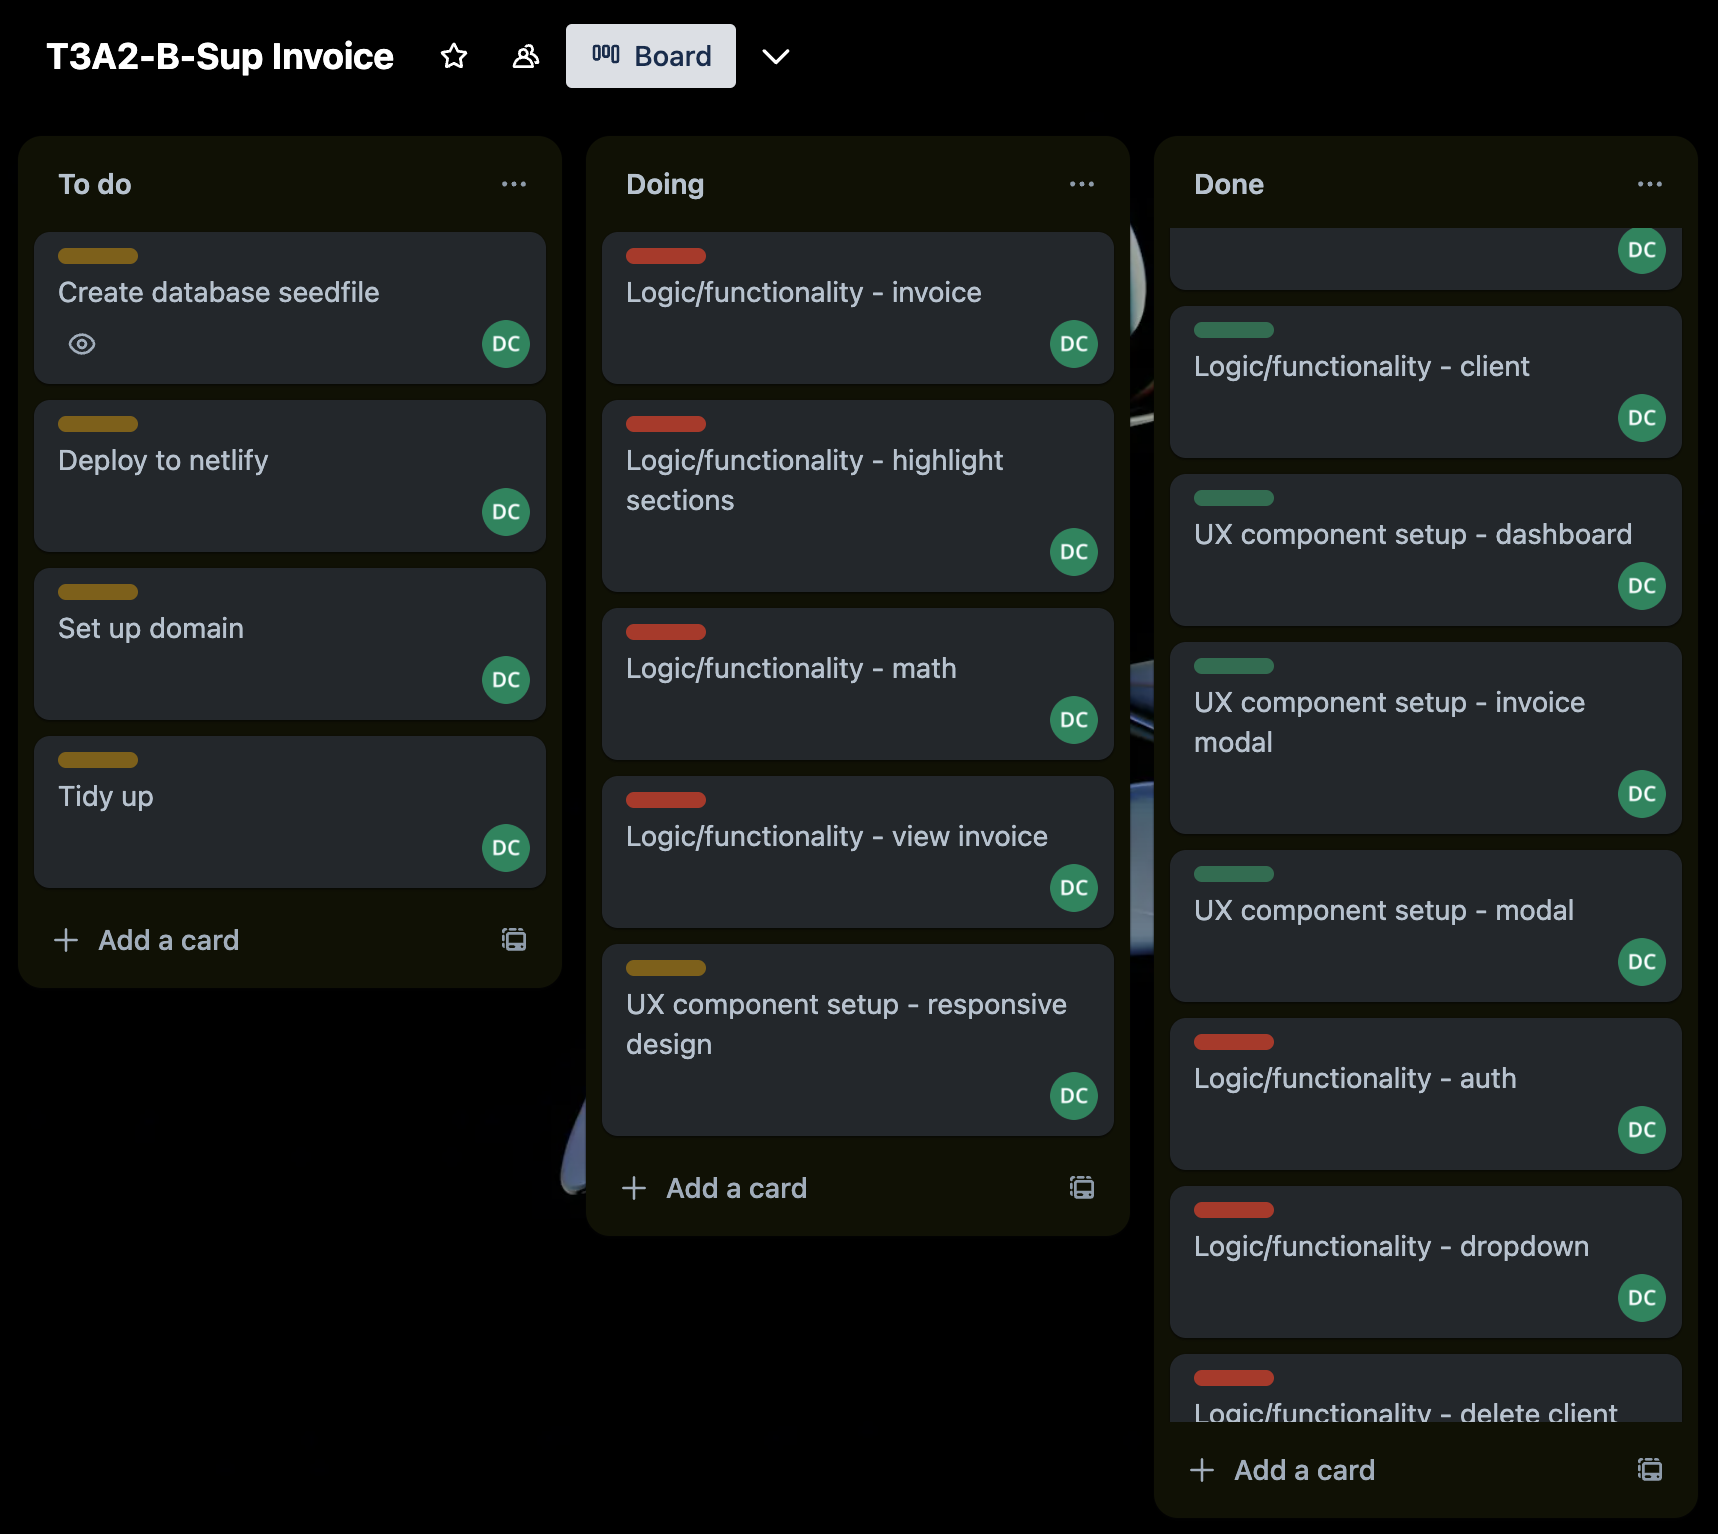 T3A2-B-Sup Invoice
Board
To do
Create database seedfile
DC
Deploy to netlify
DC
Set up domain
DC
Tidy up
DC
Add a card
Doing
Logic/functionality - invoice
DC
Logic/functionality - highlight
sections
DC
Logic/functionality - math
DC
Logic/functionality - view invoice
DC
UX component setup - responsive
design
DC
Add a card
Done
DC
Logic/functionality - client
DC
UX component setup - dashboard
DC
UX component setup - invoice
modal
DC
UX component setup - modal
DC
Logic/functionality - auth
DC
Logic/functionality - dropdown
DC
Logic/functionality - delete client
Add a card